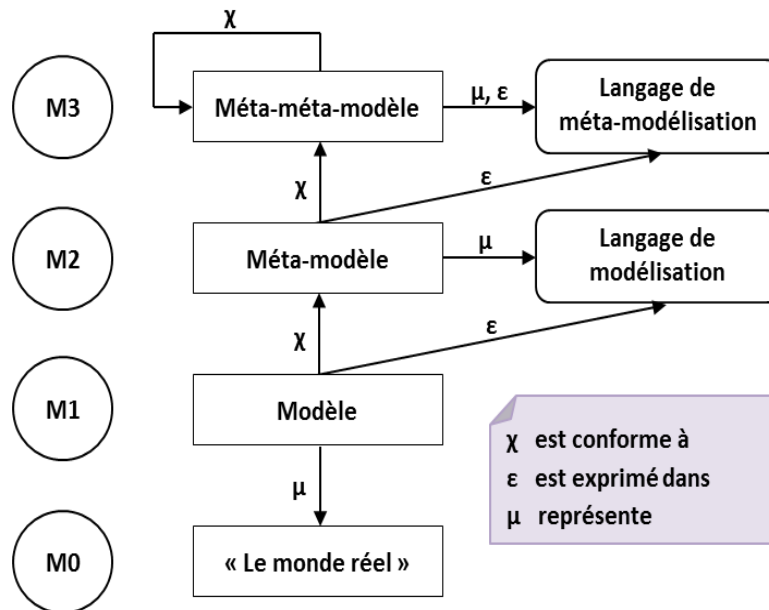 χ
M3
Méta-méta-modèle
μ, ε
Langage de
méta-modélisation
χ
ε
M2
Méta-modèle
μ
Langage de
modélisation
χ
ε
M1
Modèle
χ est conforme à
ε est exprimé dans
μ représente
μ
M0
« Le monde réel »